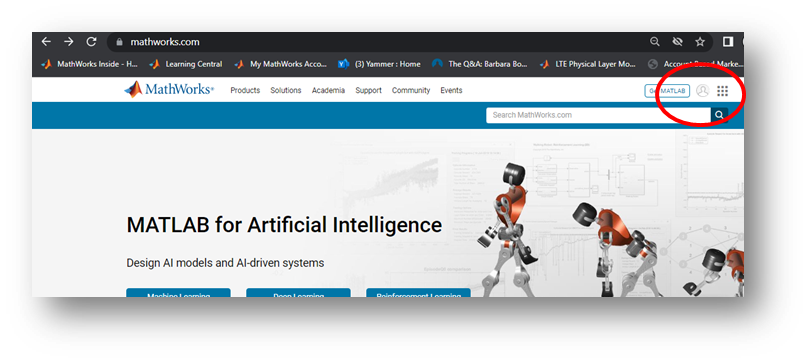 mathworks.com
MathWorks Inside - H... Learning Central My MathWorks Acco... (3) Yammer : Home The Q&A: Barbara Bo... LTE Physical Layer Mo... Account Based Marke...
MathWorks® Products Solutions Academia Support Community Events Get MATLAB
Search MathWorks.com
MATLAB for Artificial Intelligence
Design AI models and AI-driven systems
Machine Learning Deep Learning Reinforcement Learning